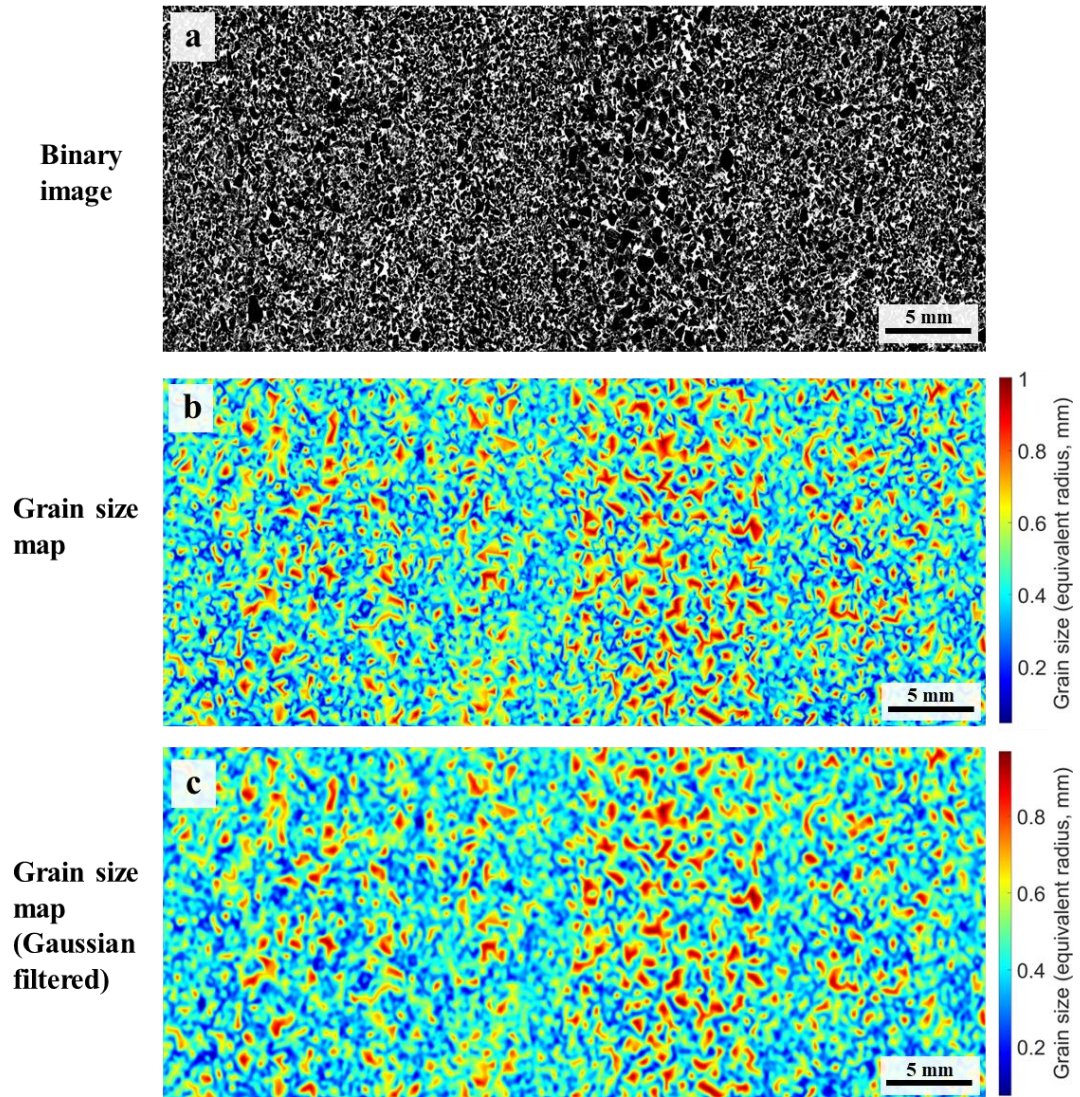 a
Binary
image
5 mm
b
Grain size
map
1
0.8
0.6
0.4
0.2
Grain size (equivalent radius, mm)
5 mm
c
Grain size
map
(Gaussian
filtered)
0.8
0.6
0.4
0.2
Grain size (equivalent radius, mm)
5 mm